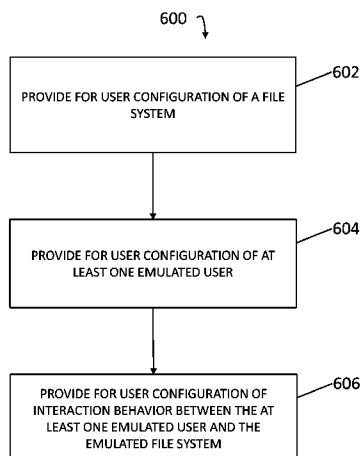 600
PROVIDE FOR USER CONFIGURATION OF A FILE
SYSTEM
602
PROVIDE FOR USER CONFIGURATION OF AT
LEAST ONE EMULATED USER
604
PROVIDE FOR USER CONFIGURATION OF
INTERACTION BEHAVIOR BETWEEN THE AT
LEAST ONE EMULATED USER AND THE
EMULATED FILE SYSTEM
606